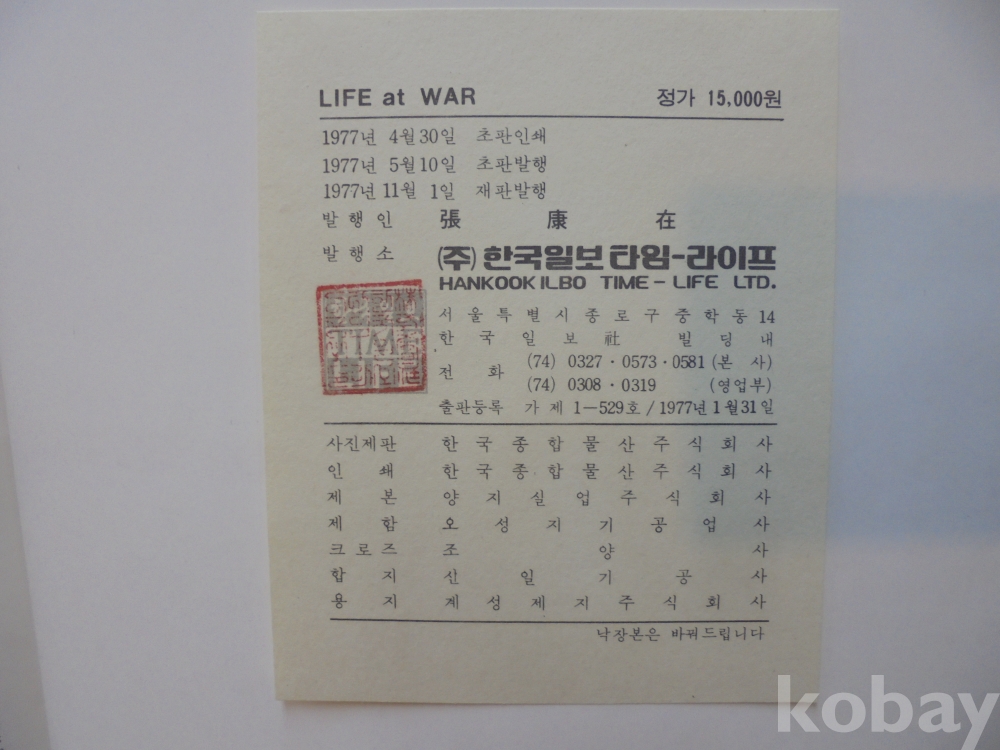 LIFE at WAR 정가 15,000원
1977년 4월 30일 초판인쇄
1977년 5월 10일 초판발행
1977년 11월 1일 재판발행
발행인 張康在
발행소 (주) 한국일보타임-라이프
HANKOOK ILBO TIME - LIFE LTD.
서울특별시종로구중학동14
한국일보社 빌딩내
전화 (74) 0327·0573·0581 (본사)
(74) 0308·0319 (영업부)
출판등록 가제1-529호/1977년 1월 31일
사진제판 한국종합물산주식회사
인쇄 한국종합물산주식회사
제본 양지실업주식회사
제함 오성지기공업사
크로즈 조양사
합지 선일기공사
용지 계성제지주식회사
낙장본은 바꿔드립니다
kobay